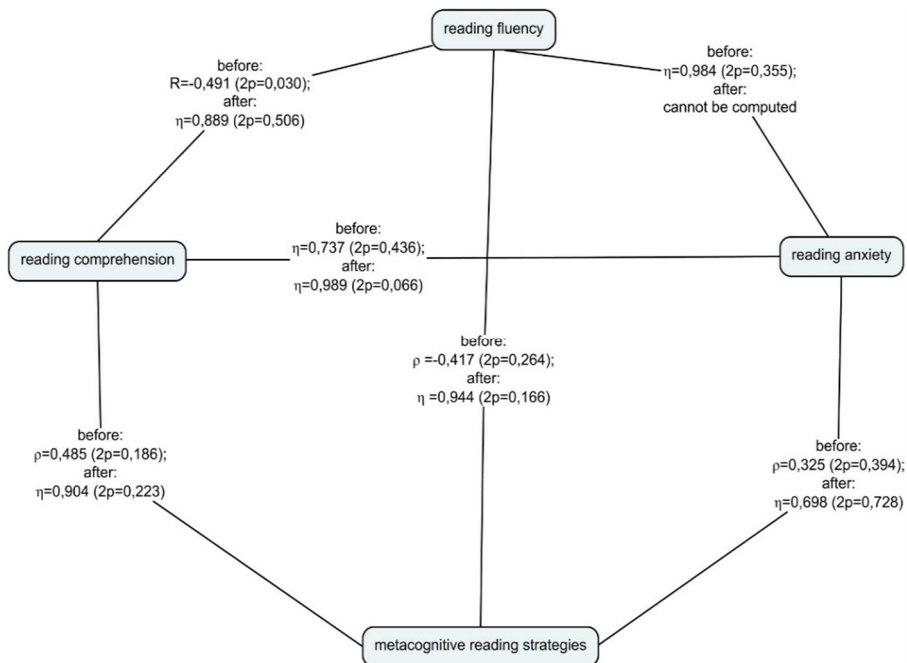 reading fluency
before:
R=-0,491 (2p=0,030);
after:
η=0,889 (2p=0,506)
before:
η=0,984 (2p=0,355);
after:
cannot be computed
reading comprehension
before:
η=0,737 (2p=0,436);
after:
η=0,989 (2p=0,066)
reading anxiety
before:
ρ =-0,417 (2p=0,264);
after:
η =0,944 (2p=0,166)
before:
ρ=0,485 (2p=0,186);
after:
η=0,904 (2p=0,223)
before:
ρ=0,325 (2p=0,394);
after:
η=0,698 (2p=0,728)
metacognitive reading strategies